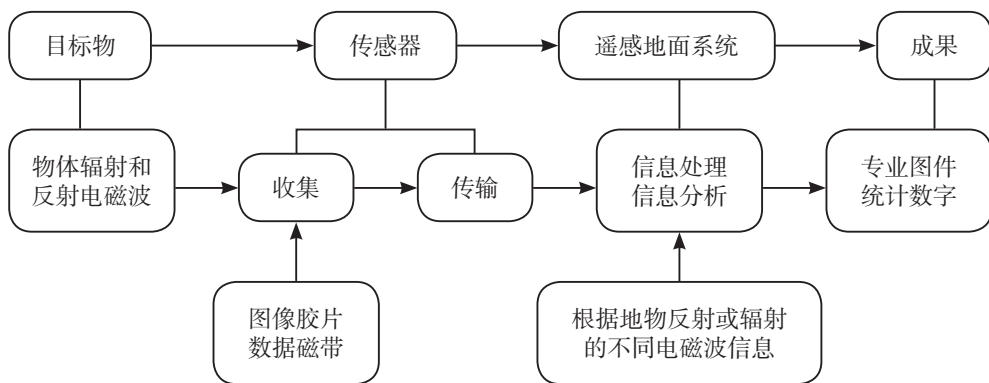 目标物
传感器
遥感地面系统
成果
物体辐射和
反射电磁波
收集
传输
信息处理
信息分析
专业图件
统计数字
图像胶片
数据磁带
根据地物反射或辐射
的不同电磁波信息